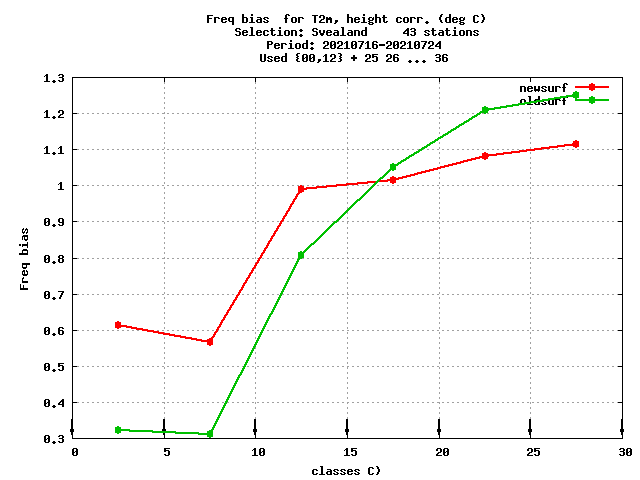 Freq bias  for T2m, height corr. (deg C)
Selection: Svealand     43 stations
Period: 20210716-20210724
Used {00,12} + 25 26 ... 36
newsurf
oldsurf
1.3
1.2
1.1
1
0.9
0.8
0.7
0.6
0.5
0.4
0.3
Freq bias
0 5 10 15 20 25 30
classes C)